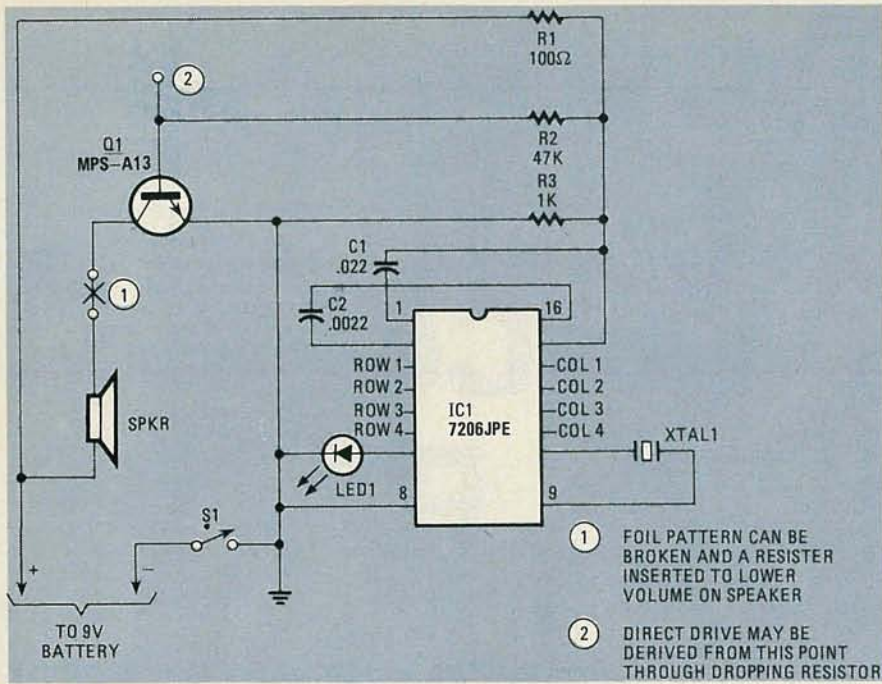 R1
100Ω
2
Q1
MPS-A13
R2
47K
R3
1K
C1
.022
1
C2
.0022
1
16
ROW 1
ROW 2
ROW 3
ROW 4
COL 1
COL 2
COL 3
COL 4
IC1
7206JPE
SPKR
XTAL1
LED1
8
9
S1
+
−
TO 9V
BATTERY
1 FOIL PATTERN CAN BE
BROKEN AND A RESISTER
INSERTED TO LOWER
VOLUME ON SPEAKER
2 DIRECT DRIVE MAY BE
DERIVED FROM THIS POINT
THROUGH DROPPING RESISTOR